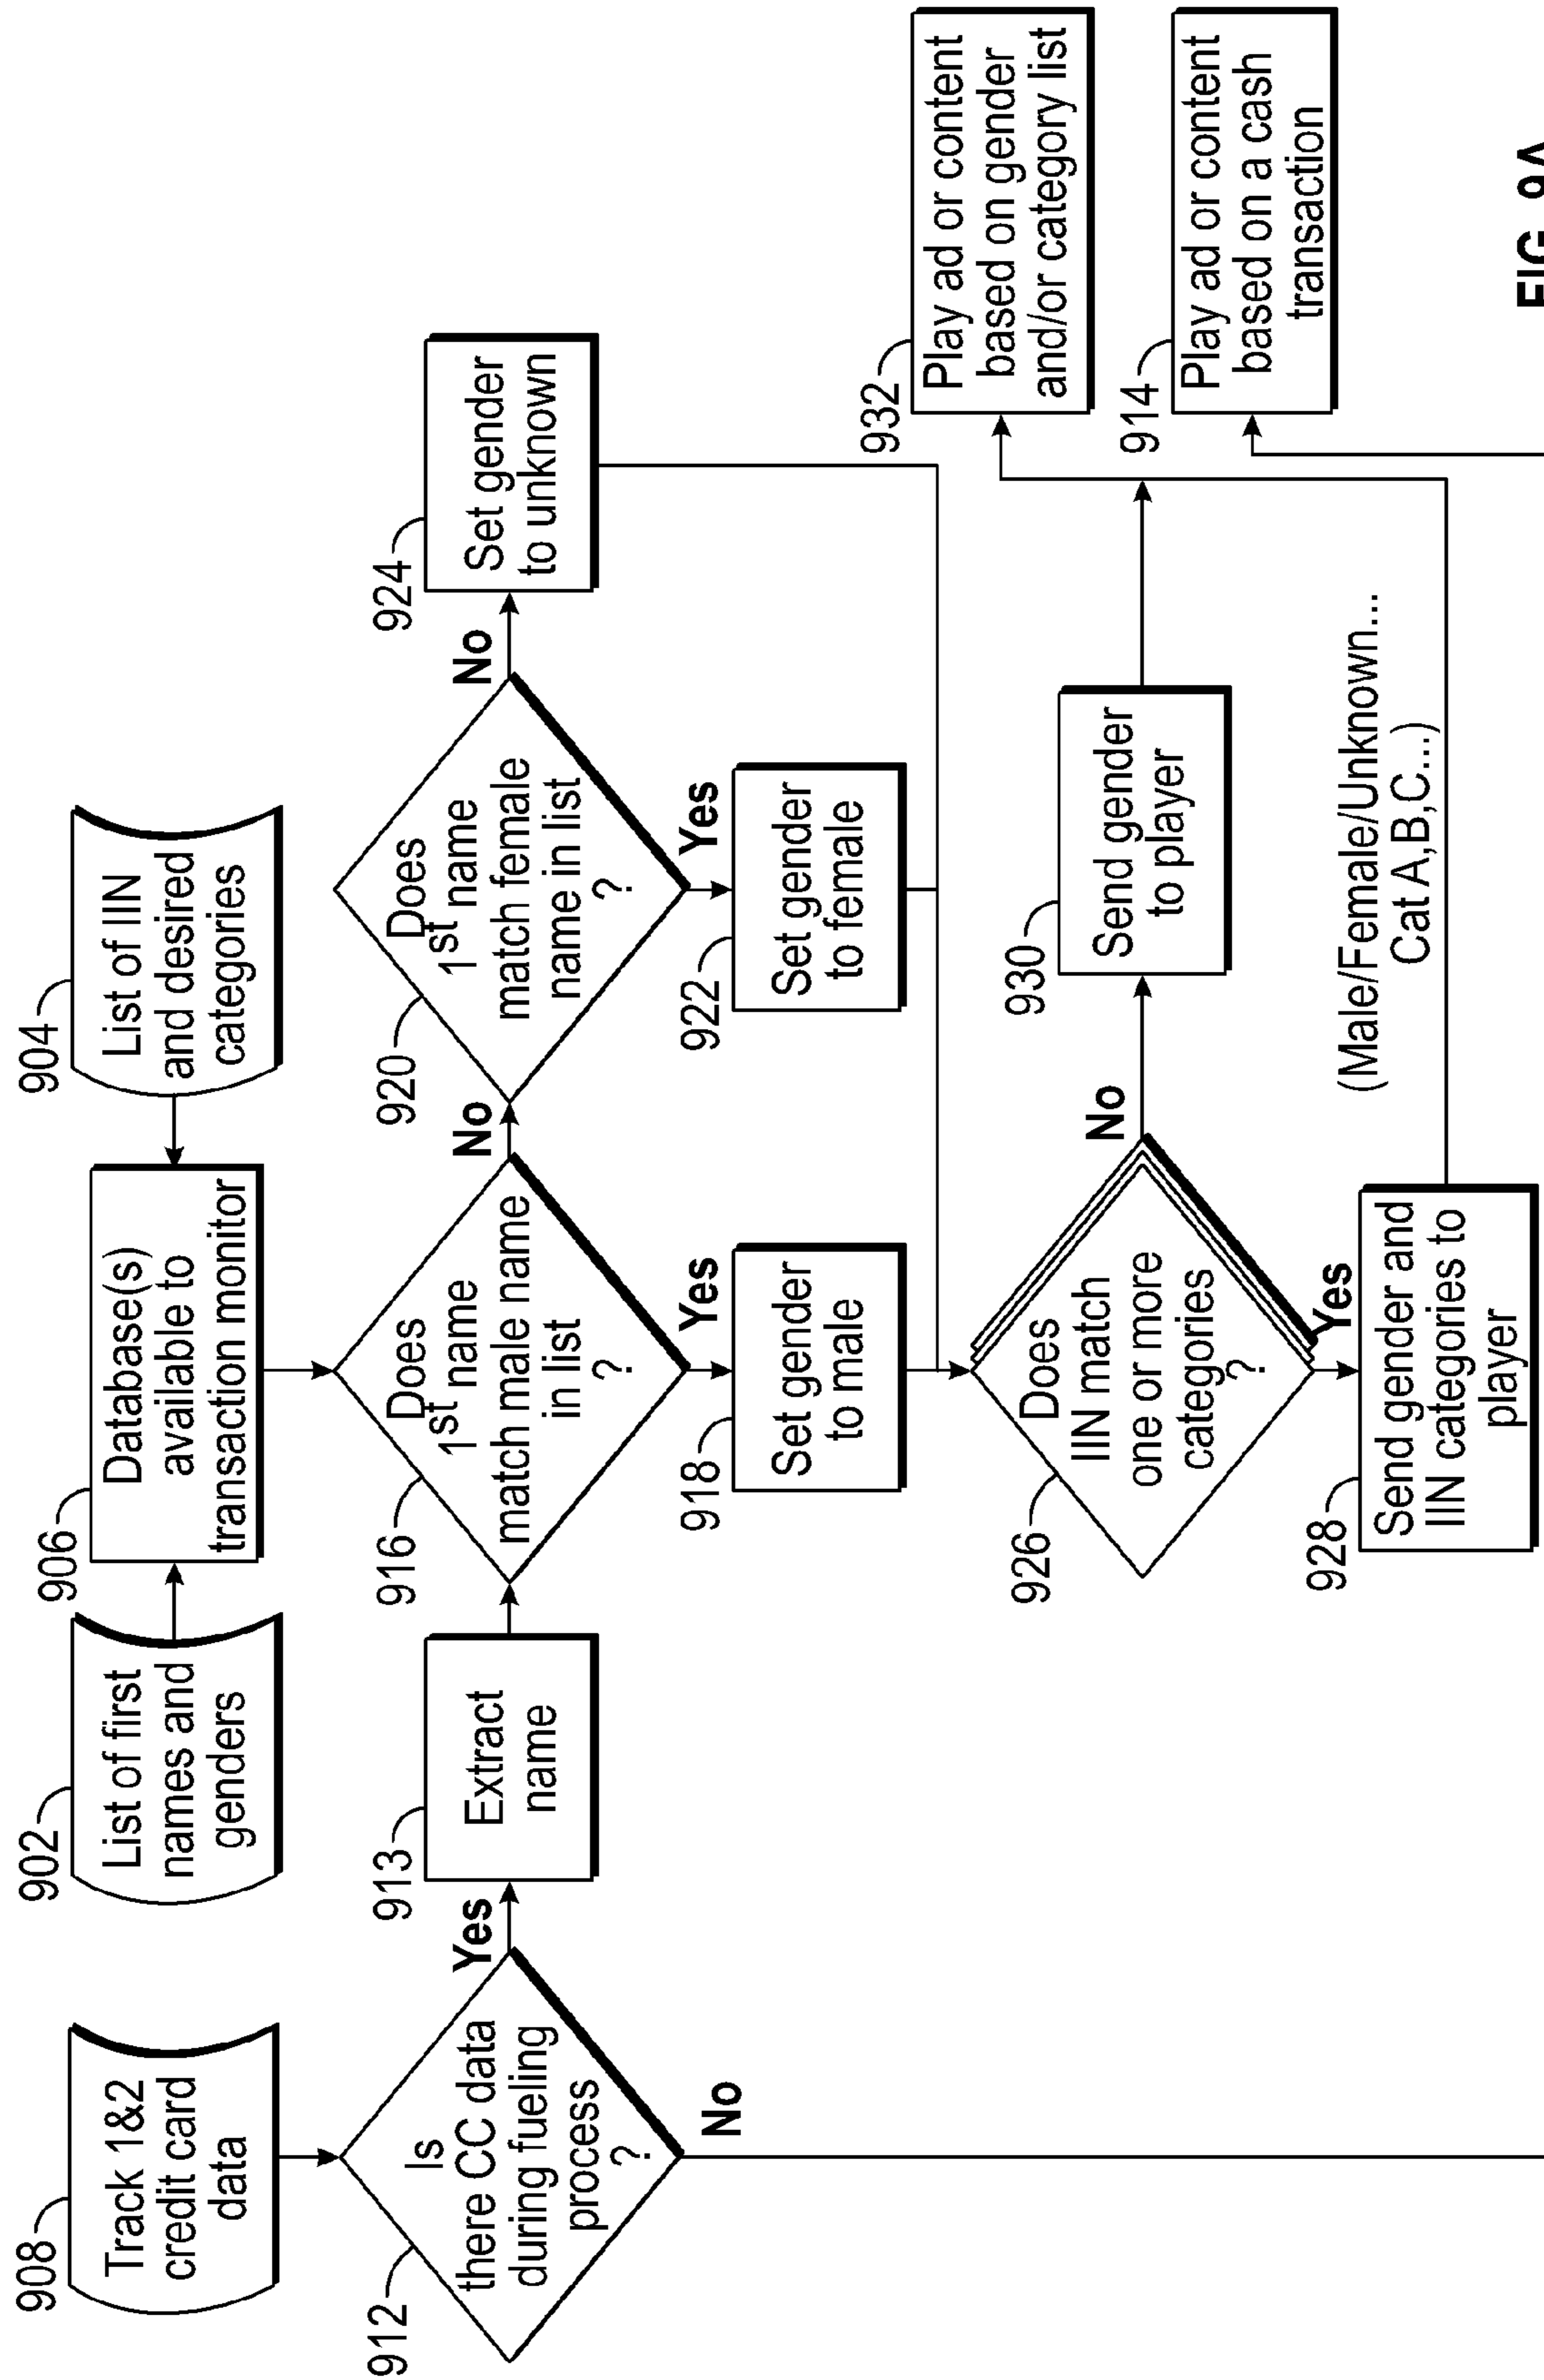 908
Track 1&2
credit card
data
902
List of first
names and
genders
906
Database(s)
available to
transaction monitor
904
List of IIN
and desired
categories
912
Is
there CC data
during fueling
process
?
Yes
No
913
Extract
name
916
Does
1st name
match male name
in list
?
No
Yes
920
Does
1st name
match female
name in list
?
No
Yes
924
Set gender
to unknown
918
Set gender
to male
922
Set gender
to female
926
Does
IIN match
one or more
categories
?
No
Yes
930
Send gender
to player
932
Play ad or content
based on gender
and/or category list
928
Send gender and
IIN categories to
player
(Male/Female/Unknown...
Cat A,B,C...)
914
Play ad or content
based on a cash
transaction
FIG. 9A